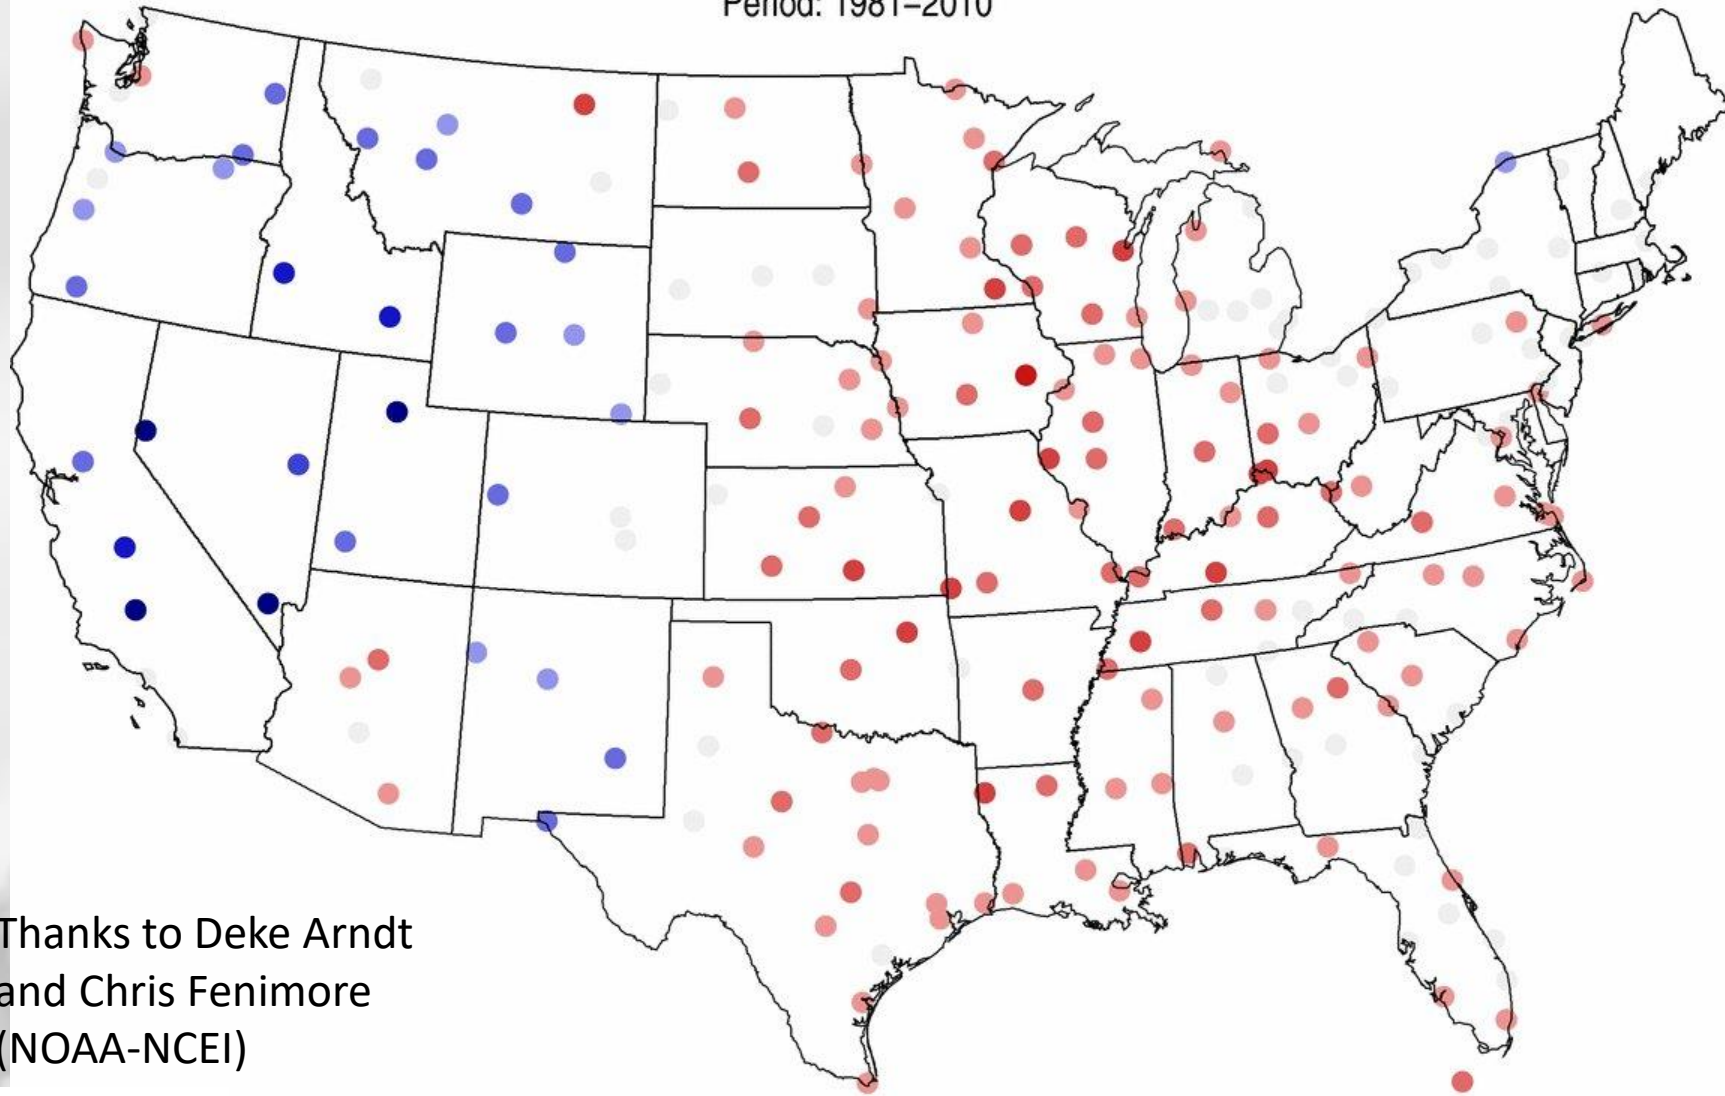 Period: 1981–2010
Thanks to Deke Arndt
and Chris Fenimore
(NOAA-NCEI)